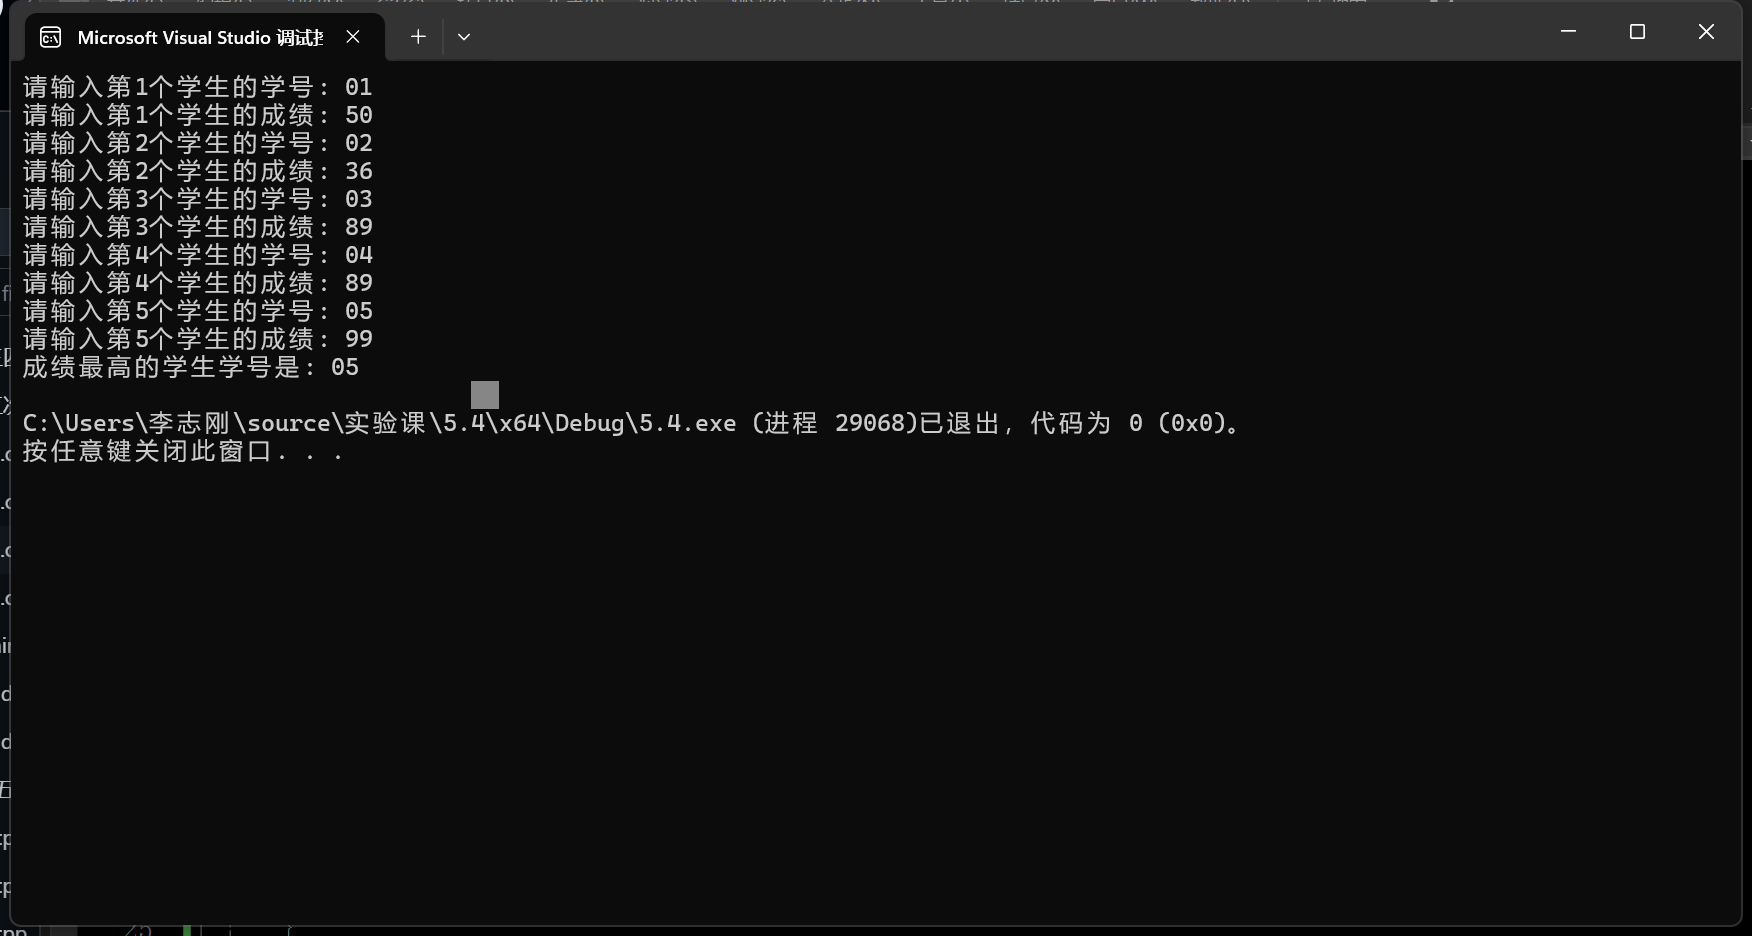 Microsoft Visual Studio 调试
请输入第1个学生的学号: 01
请输入第1个学生的成绩: 50
请输入第2个学生的学号: 02
请输入第2个学生的成绩: 36
请输入第3个学生的学号: 03
请输入第3个学生的成绩: 89
请输入第4个学生的学号: 04
请输入第4个学生的成绩: 89
请输入第5个学生的学号: 05
请输入第5个学生的成绩: 99
成绩最高的学生学号是: 05
C:\Users\李志刚\source\实验课\5.4\x64\Debug\5.4.exe (进程 29068)已退出, 代码为 0 (0x0)。
按任意键关闭此窗口. . .